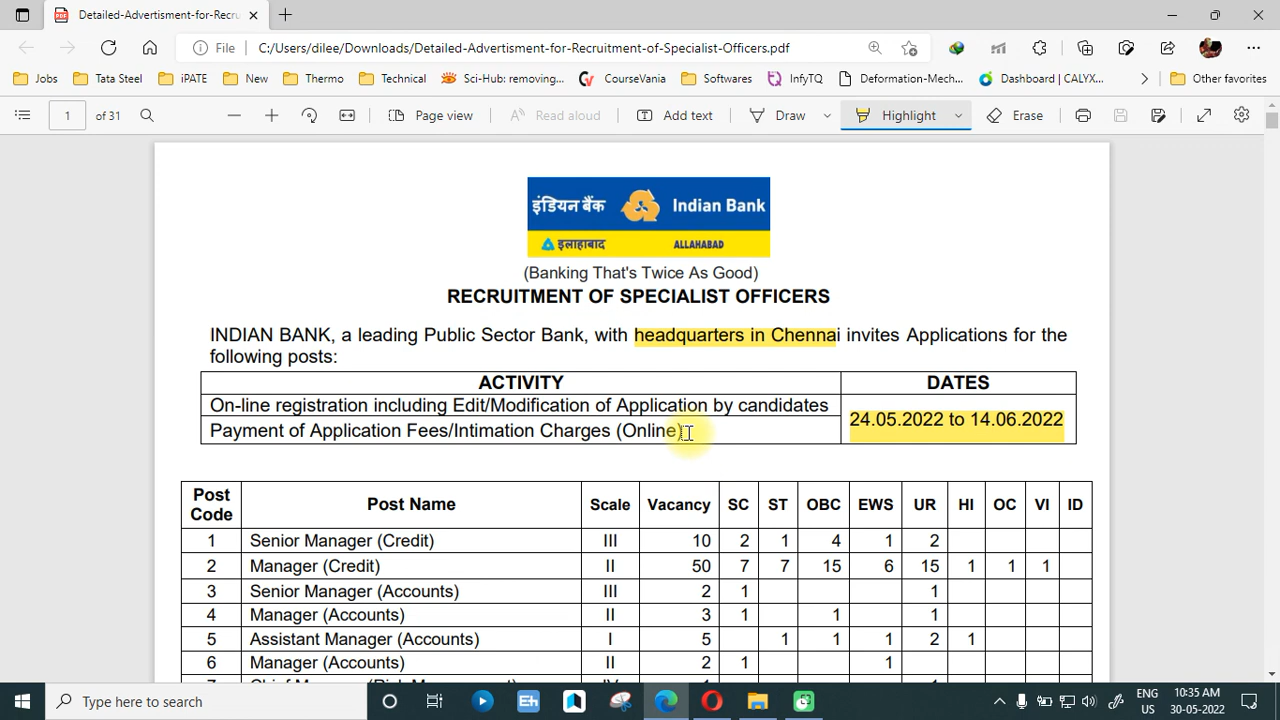 Detailed-Advertisment-for-Recru
File C:/Users/dilee/Downloads/Detailed-Advertisment-for-Recruitment-of-Specialist-Officers.pdf
Jobs Tata Steel iPATE New Thermo Technical Sci-Hub: removing... CourseVania Softwares InfyTQ Deformation-Mech... Dashboard | CALYX... Other favorites
1 of 31 Page view Read aloud Add text Draw Highlight Erase
इंडियन बैंक Indian Bank
इलाहाबाद ALLAHABAD
(Banking That's Twice As Good)
RECRUITMENT OF SPECIALIST OFFICERS
INDIAN BANK, a leading Public Sector Bank, with headquarters in Chennai invites Applications for the
following posts:
ACTIVITY DATES
On-line registration including Edit/Modification of Application by candidates
24.05.2022 to 14.06.2022
Payment of Application Fees/Intimation Charges (Online)
Post Code Post Name Scale Vacancy SC ST OBC EWS UR HI OC VI ID
1 Senior Manager (Credit) III 10 2 1 4 1 2
2 Manager (Credit) II 50 7 7 15 6 15 1 1 1
3 Senior Manager (Accounts) III 2 1 1
4 Manager (Accounts) II 3 1 1 1
5 Assistant Manager (Accounts) I 5 1 1 1 2 1
6 Manager (Accounts) II 2 1 1
Type here to search
ENG 10:35 AM
US 30-05-2022